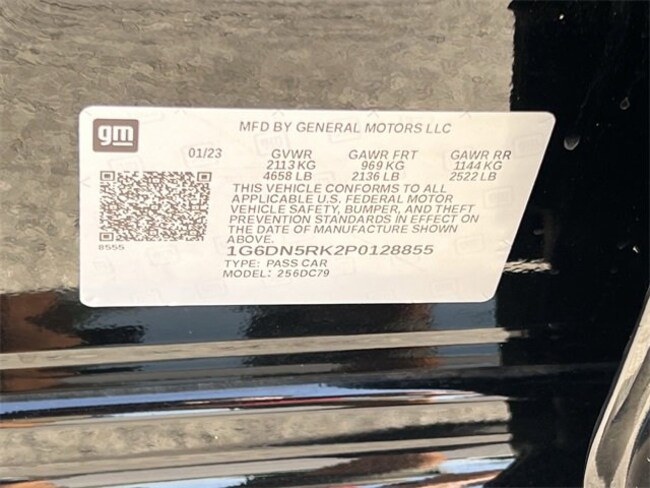 gm
MFD BY GENERAL MOTORS LLC
01/23 GVWR GAWR FRT GAWR RR
2113 KG 969 KG 1144 KG
4658 LB 2136 LB 2522 LB
THIS VEHICLE CONFORMS TO ALL
APPLICABLE U.S. FEDERAL MOTOR
VEHICLE SAFETY, BUMPER, AND THEFT
PREVENTION STANDARDS IN EFFECT ON
THE DATE OF MANUFACTURE SHOWN
ABOVE.
8555
1G6DN5RK2P0128855
TYPE: PASS CAR
MODEL: 256DC79